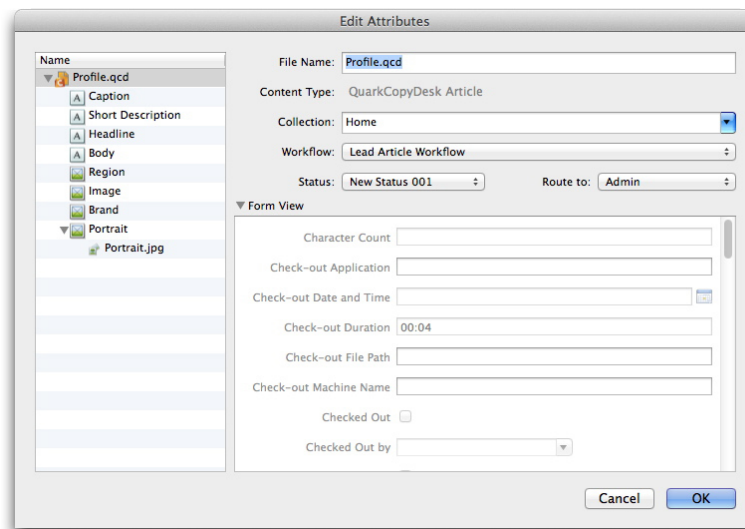 Edit Attributes
Name
Profile.qcd
Caption
Short Description
Headline
Body
Region
Image
Brand
Portrait
Portrait.jpg
File Name: Profile.qcd
Content Type: QuarkCopyDesk Article
Collection: Home
Workflow: Lead Article Workflow
Status: New Status 001 Route to: Admin
Form View
Character Count
Check-out Application
Check-out Date and Time
Check-out Duration 00:04
Check-out File Path
Check-out Machine Name
Checked Out
Checked Out by
Cancel OK